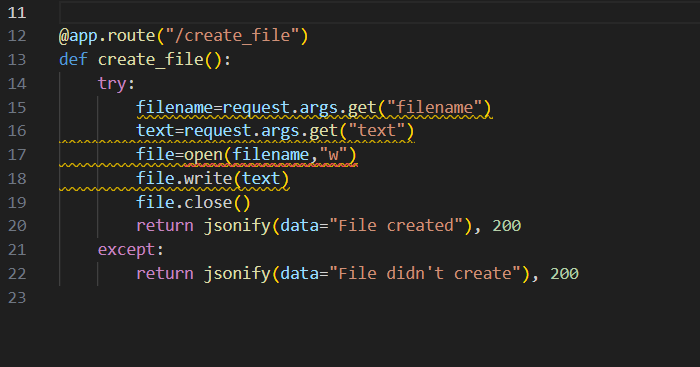 11
12 @app.route("/create_file")
13 def create_file():
14     try:
15         filename=request.args.get("filename")
16         text=request.args.get("text")
17         file=open(filename,"w")
18         file.write(text)
19         file.close()
20         return jsonify(data="File created"), 200
21     except:
22         return jsonify(data="File didn't create"), 200
23